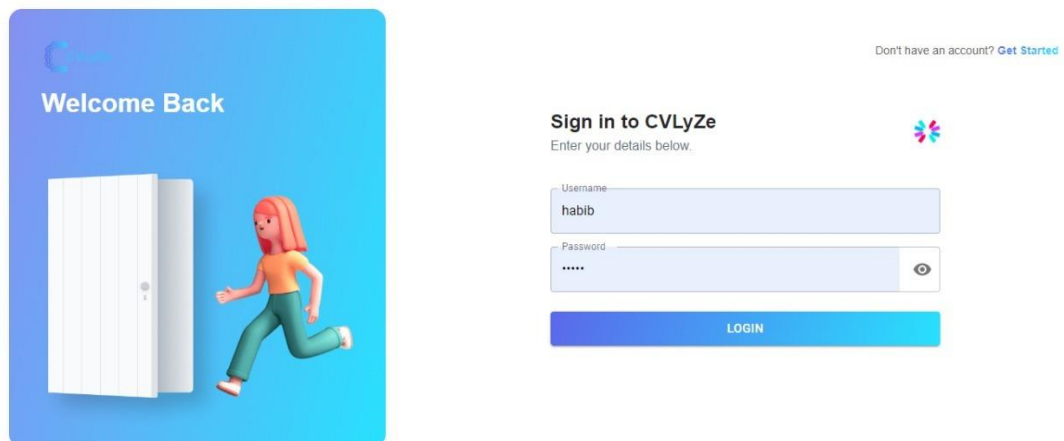 Welcome Back
Don't have an account? Get Started
Sign in to CVLyZe
Enter your details below.
Username
habib
Password
•••••
LOGIN